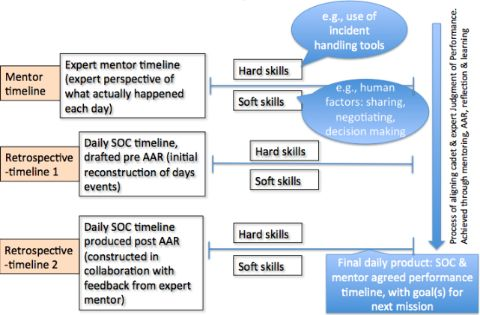 e.g., use of
incident
handling tools
Mentor
timeline
Expert mentor timeline
(expert perspective of
what actually happened
each day)
Hard skills
Soft skills
e.g., human
factors: sharing,
negotiating,
decision making
Retrospective
-timeline 1
Daily SOC timeline,
drafted pre AAR (initial
reconstruction of days
events)
Hard skills
Soft skills
Retrospective
-timeline 2
Daily SOC timeline
produced post AAR
(constructed in
collaboration with
feedback from expert
mentor)
Hard skills
Soft skills
Final daily product: SOC &
mentor agreed performance
timeline, with goal(s) for
next mission
Process of aligning cadet & expert Judgment of Performance.
Achieved through mentoring, AAR, reflection & learning